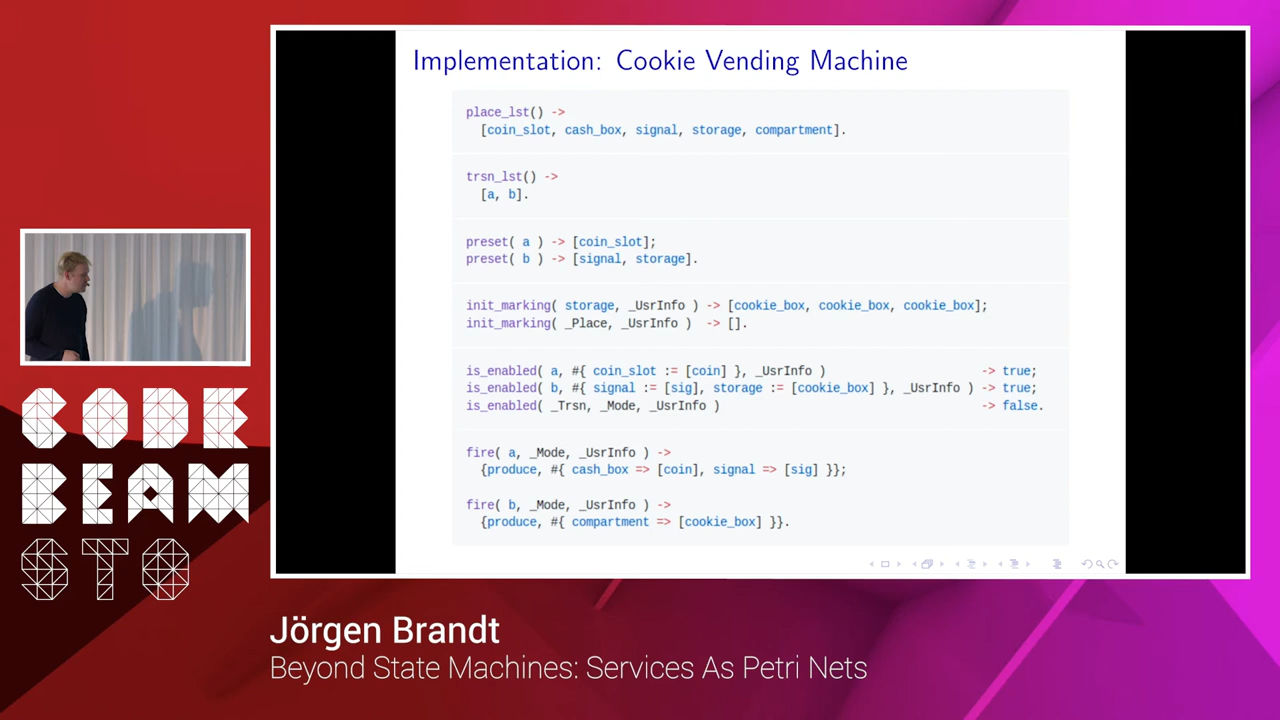 Implementation: Cookie Vending Machine
place_lst() ->
[coin_slot, cash_box, signal, storage, compartment].
trsn_lst() ->
[a, b].
preset( a ) -> [coin_slot];
preset( b ) -> [signal, storage].
init_marking( storage, _UsrInfo ) -> [cookie_box, cookie_box, cookie_box];
init_marking( _Place, _UsrInfo ) -> [].
is_enabled( a, #{ coin_slot := [coin] }, _UsrInfo ) -> true;
is_enabled( b, #{ signal := [sig], storage := [cookie_box] }, _UsrInfo ) -> true;
is_enabled( _Trsn, _Mode, _UsrInfo ) -> false.
fire( a, _Mode, _UsrInfo ) ->
{produce, #{ cash_box => [coin], signal => [sig] }};
fire( b, _Mode, _UsrInfo ) ->
{produce, #{ compartment => [cookie_box] }}.
CODE
BEAM
STO
Jörgen Brandt
Beyond State Machines: Services As Petri Nets